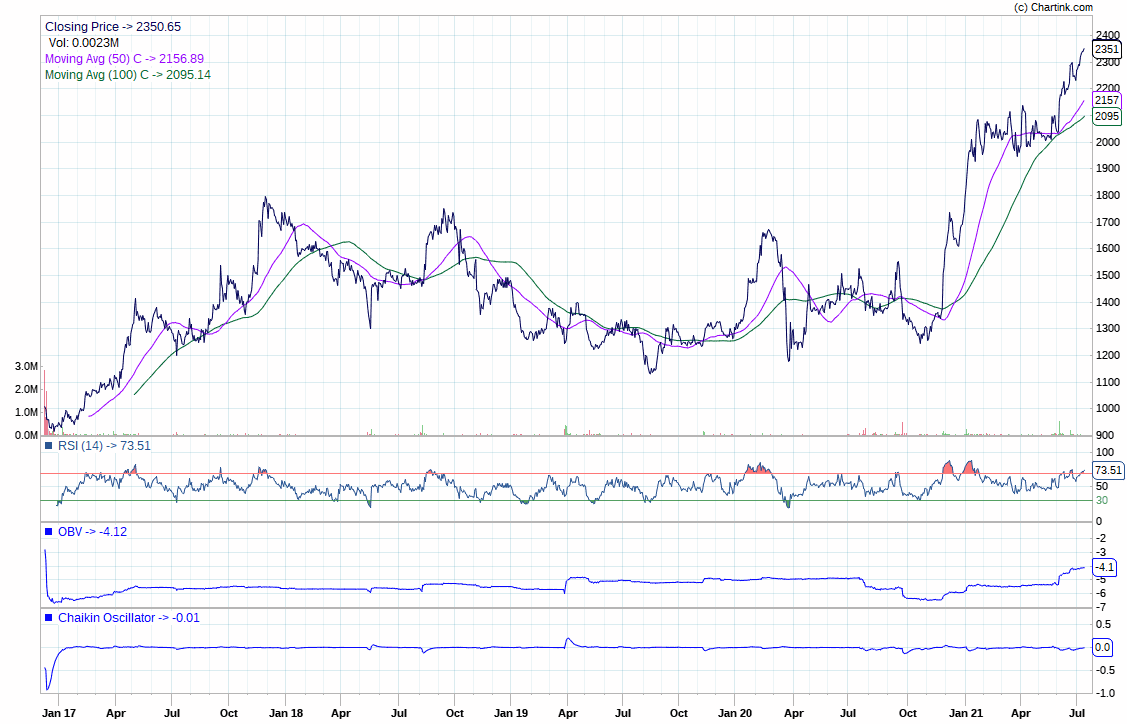 (c) Chartink.com
Closing Price -> 2350.65
Vol: 0.0023M
Moving Avg (50) C -> 2156.89
Moving Avg (100) C -> 2095.14
2400
2351
2300
2200
2157
2095
2000
1900
1800
1700
1600
1500
1400
1300
1200
1100
1000
900
3.0M
2.0M
1.0M
0.0M
RSI (14) -> 73.51
100
73.51
50
30
0
OBV -> -4.12
-2
-3
-4.1
-5
-6
-7
Chaikin Oscillator -> -0.01
0.5
0.0
-0.5
-1.0
Jan 17 Apr Jul Oct Jan 18 Apr Jul Oct Jan 19 Apr Jul Oct Jan 20 Apr Jul Oct Jan 21 Apr Jul